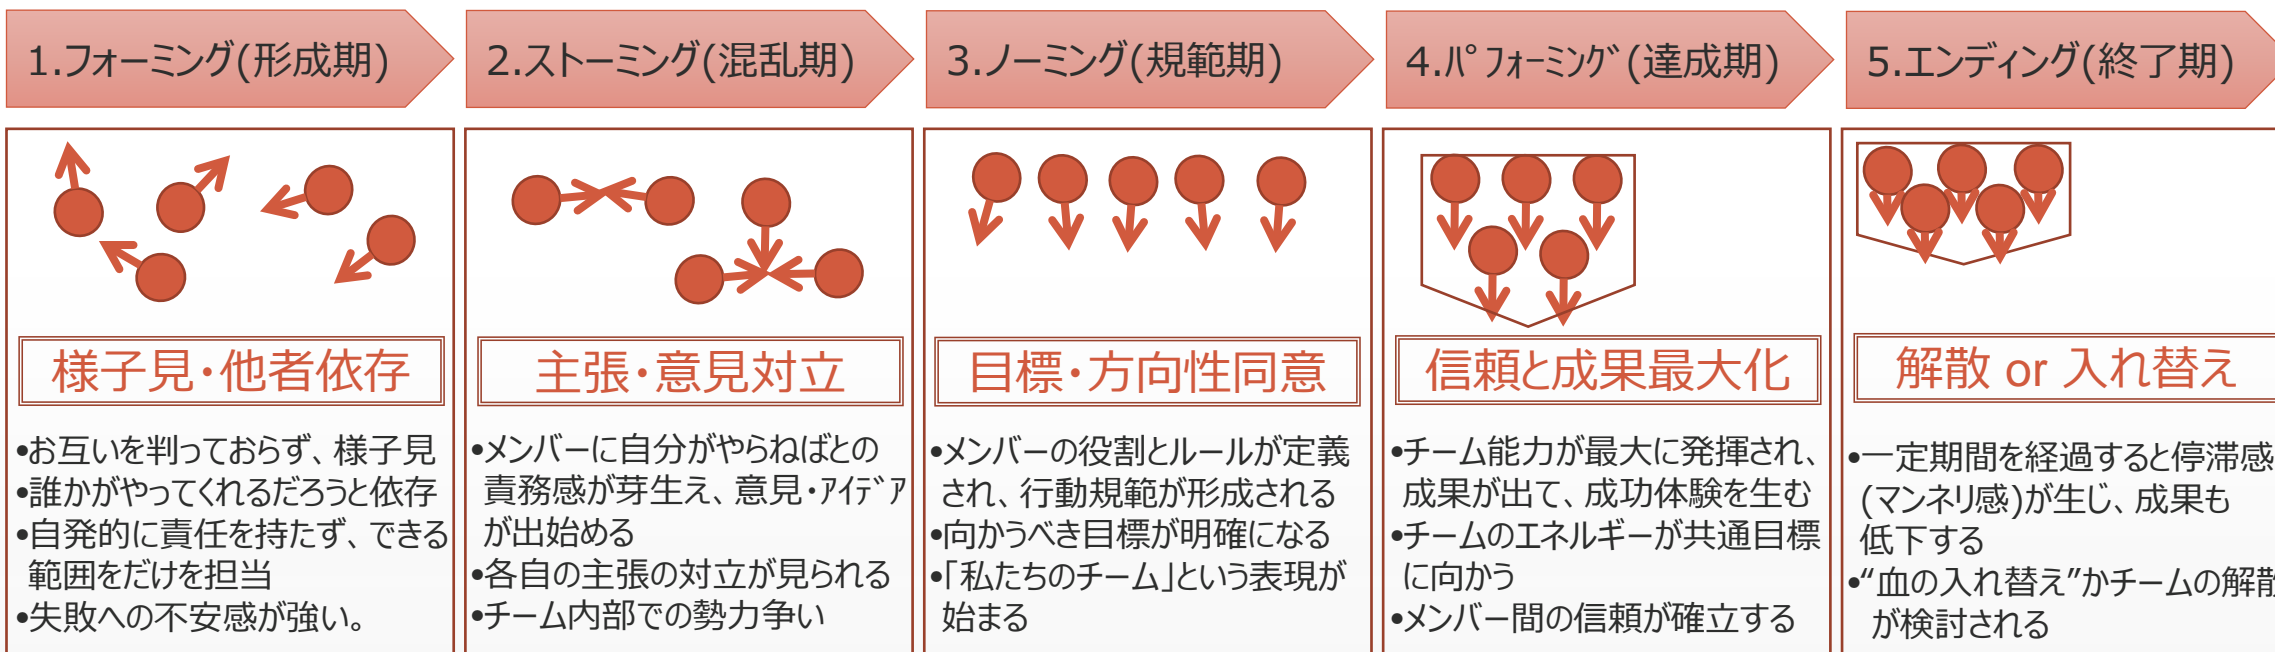 1.フォーミング(形成期)
2.ストーミング(混乱期)
3.ノーミング(規範期)
4.ﾊﾟﾌｫｰﾐﾝｸﾞ(達成期)
5.エンディング(終了期)
様子見・他者依存
•お互いを判っておらず、様子見
•誰かがやってくれるだろうと依存
•自発的に責任を持たず、できる
範囲をだけを担当
•失敗への不安感が強い。
主張・意見対立
•メンバーに自分がやらねばとの
責務感が芽生え、意見・ｱｲﾃﾞｱ
が出始める
•各自の主張の対立が見られる
•チーム内部での勢力争い
目標・方向性同意
•メンバーの役割とルールが定義
され、行動規範が形成される
•向かうべき目標が明確になる
•「私たちのチーム」という表現が
始まる
信頼と成果最大化
•チーム能力が最大に発揮され、
成果が出て、成功体験を生む
•チームのエネルギーが共通目標
に向かう
•メンバー間の信頼が確立する
解散 or 入れ替え
•一定期間を経過すると停滞感
(マンネリ感)が生じ、成果も
低下する
•“血の入れ替え”かチームの解散
が検討される